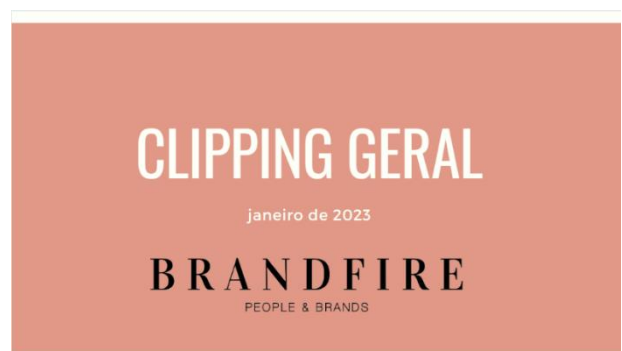 CLIPPING GERAL
janeiro de 2023
BRANDFIRE
PEOPLE & BRANDS